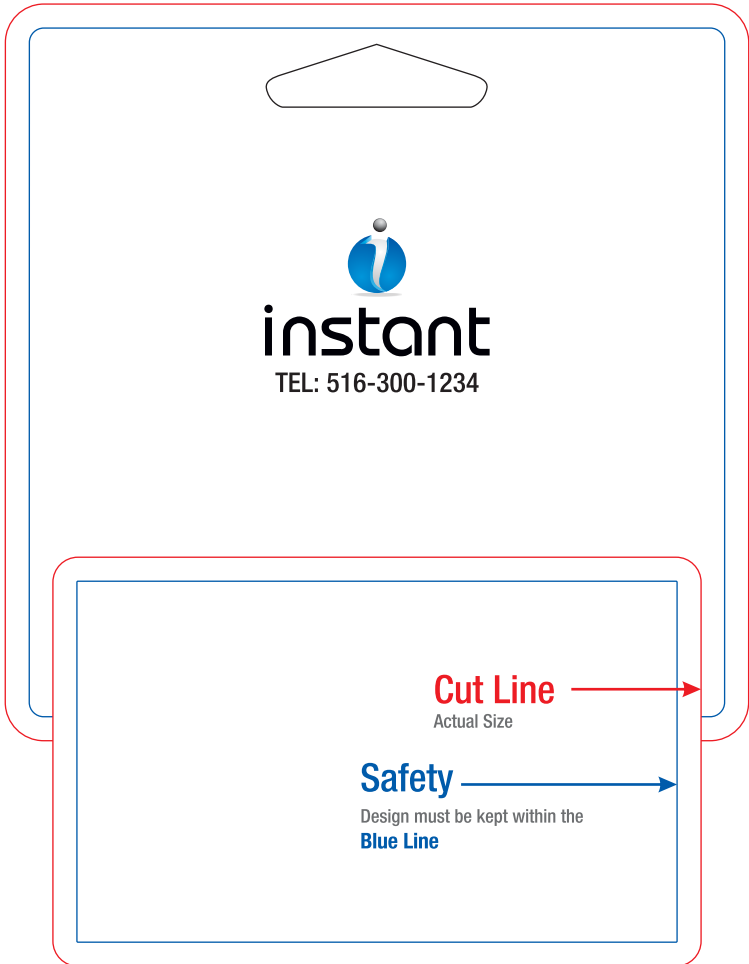 instant
TEL: 516-300-1234
Cut Line
Actual Size
Safety
Design must be kept within the
Blue Line